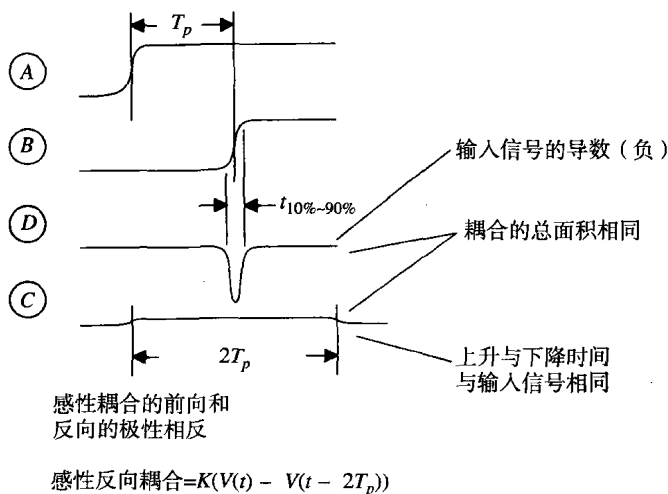 T_p
A
B
输入信号的导数（负）
t_{10%~90%}
D
耦合的总面积相同
C
2T_p
上升与下降时间
与输入信号相同
感性耦合的前向和
反向的极性相反
感性反向耦合=K(V(t) - V(t - 2T_p))